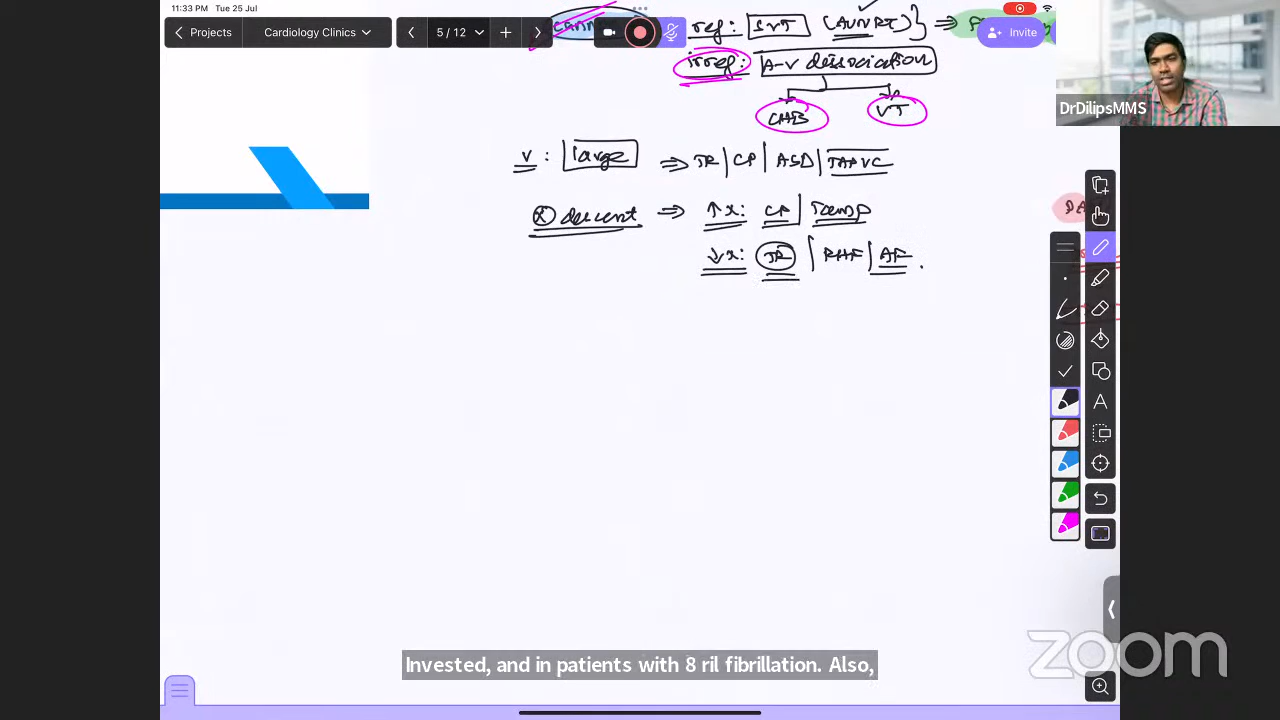 11:33 PM Tue 25 Jul
Projects
Cardiology Clinics
5 / 12
Invite
reg: SVT (AVNRT)} ⇒
irreg: A-V dissociation
CHB VT
DrDilipsMMS
v : large ⇒ TR | CP | ASD | TAPVC
x descent ⇒ ↑x: CP | Tamp
↓x: TR | RHF | AF.
A
zoom
Invested, and in patients with 8 ril fibrillation. Also,